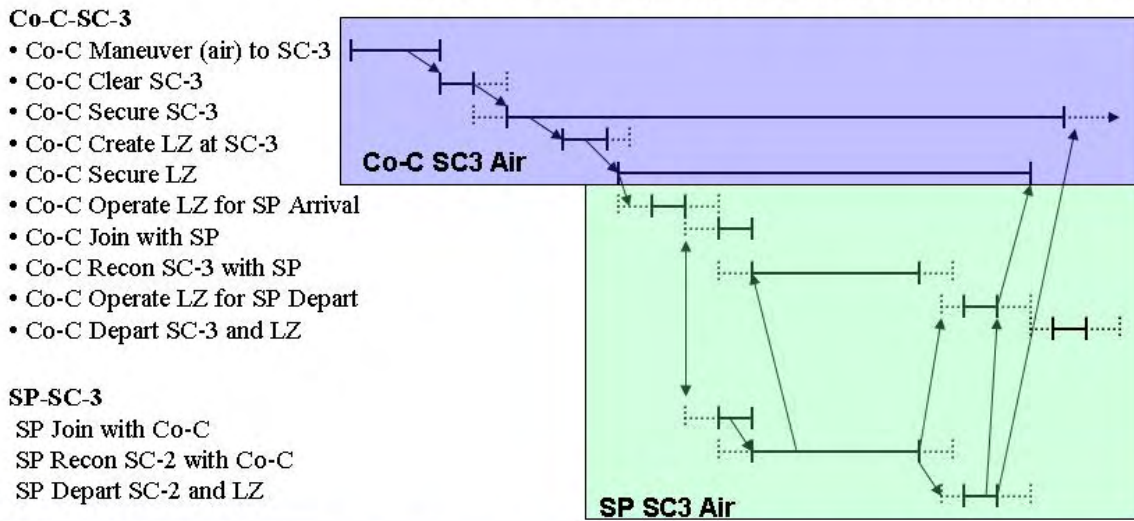 Co-C-SC-3
• Co-C Maneuver (air) to SC-3
• Co-C Clear SC-3
• Co-C Secure SC-3
• Co-C Create LZ at SC-3
• Co-C Secure LZ
• Co-C Operate LZ for SP Arrival
• Co-C Join with SP
• Co-C Recon SC-3 with SP
• Co-C Operate LZ for SP Depart
• Co-C Depart SC-3 and LZ
SP-SC-3
SP Join with Co-C
SP Recon SC-2 with Co-C
SP Depart SC-2 and LZ
Co-C SC3 Air
SP SC3 Air